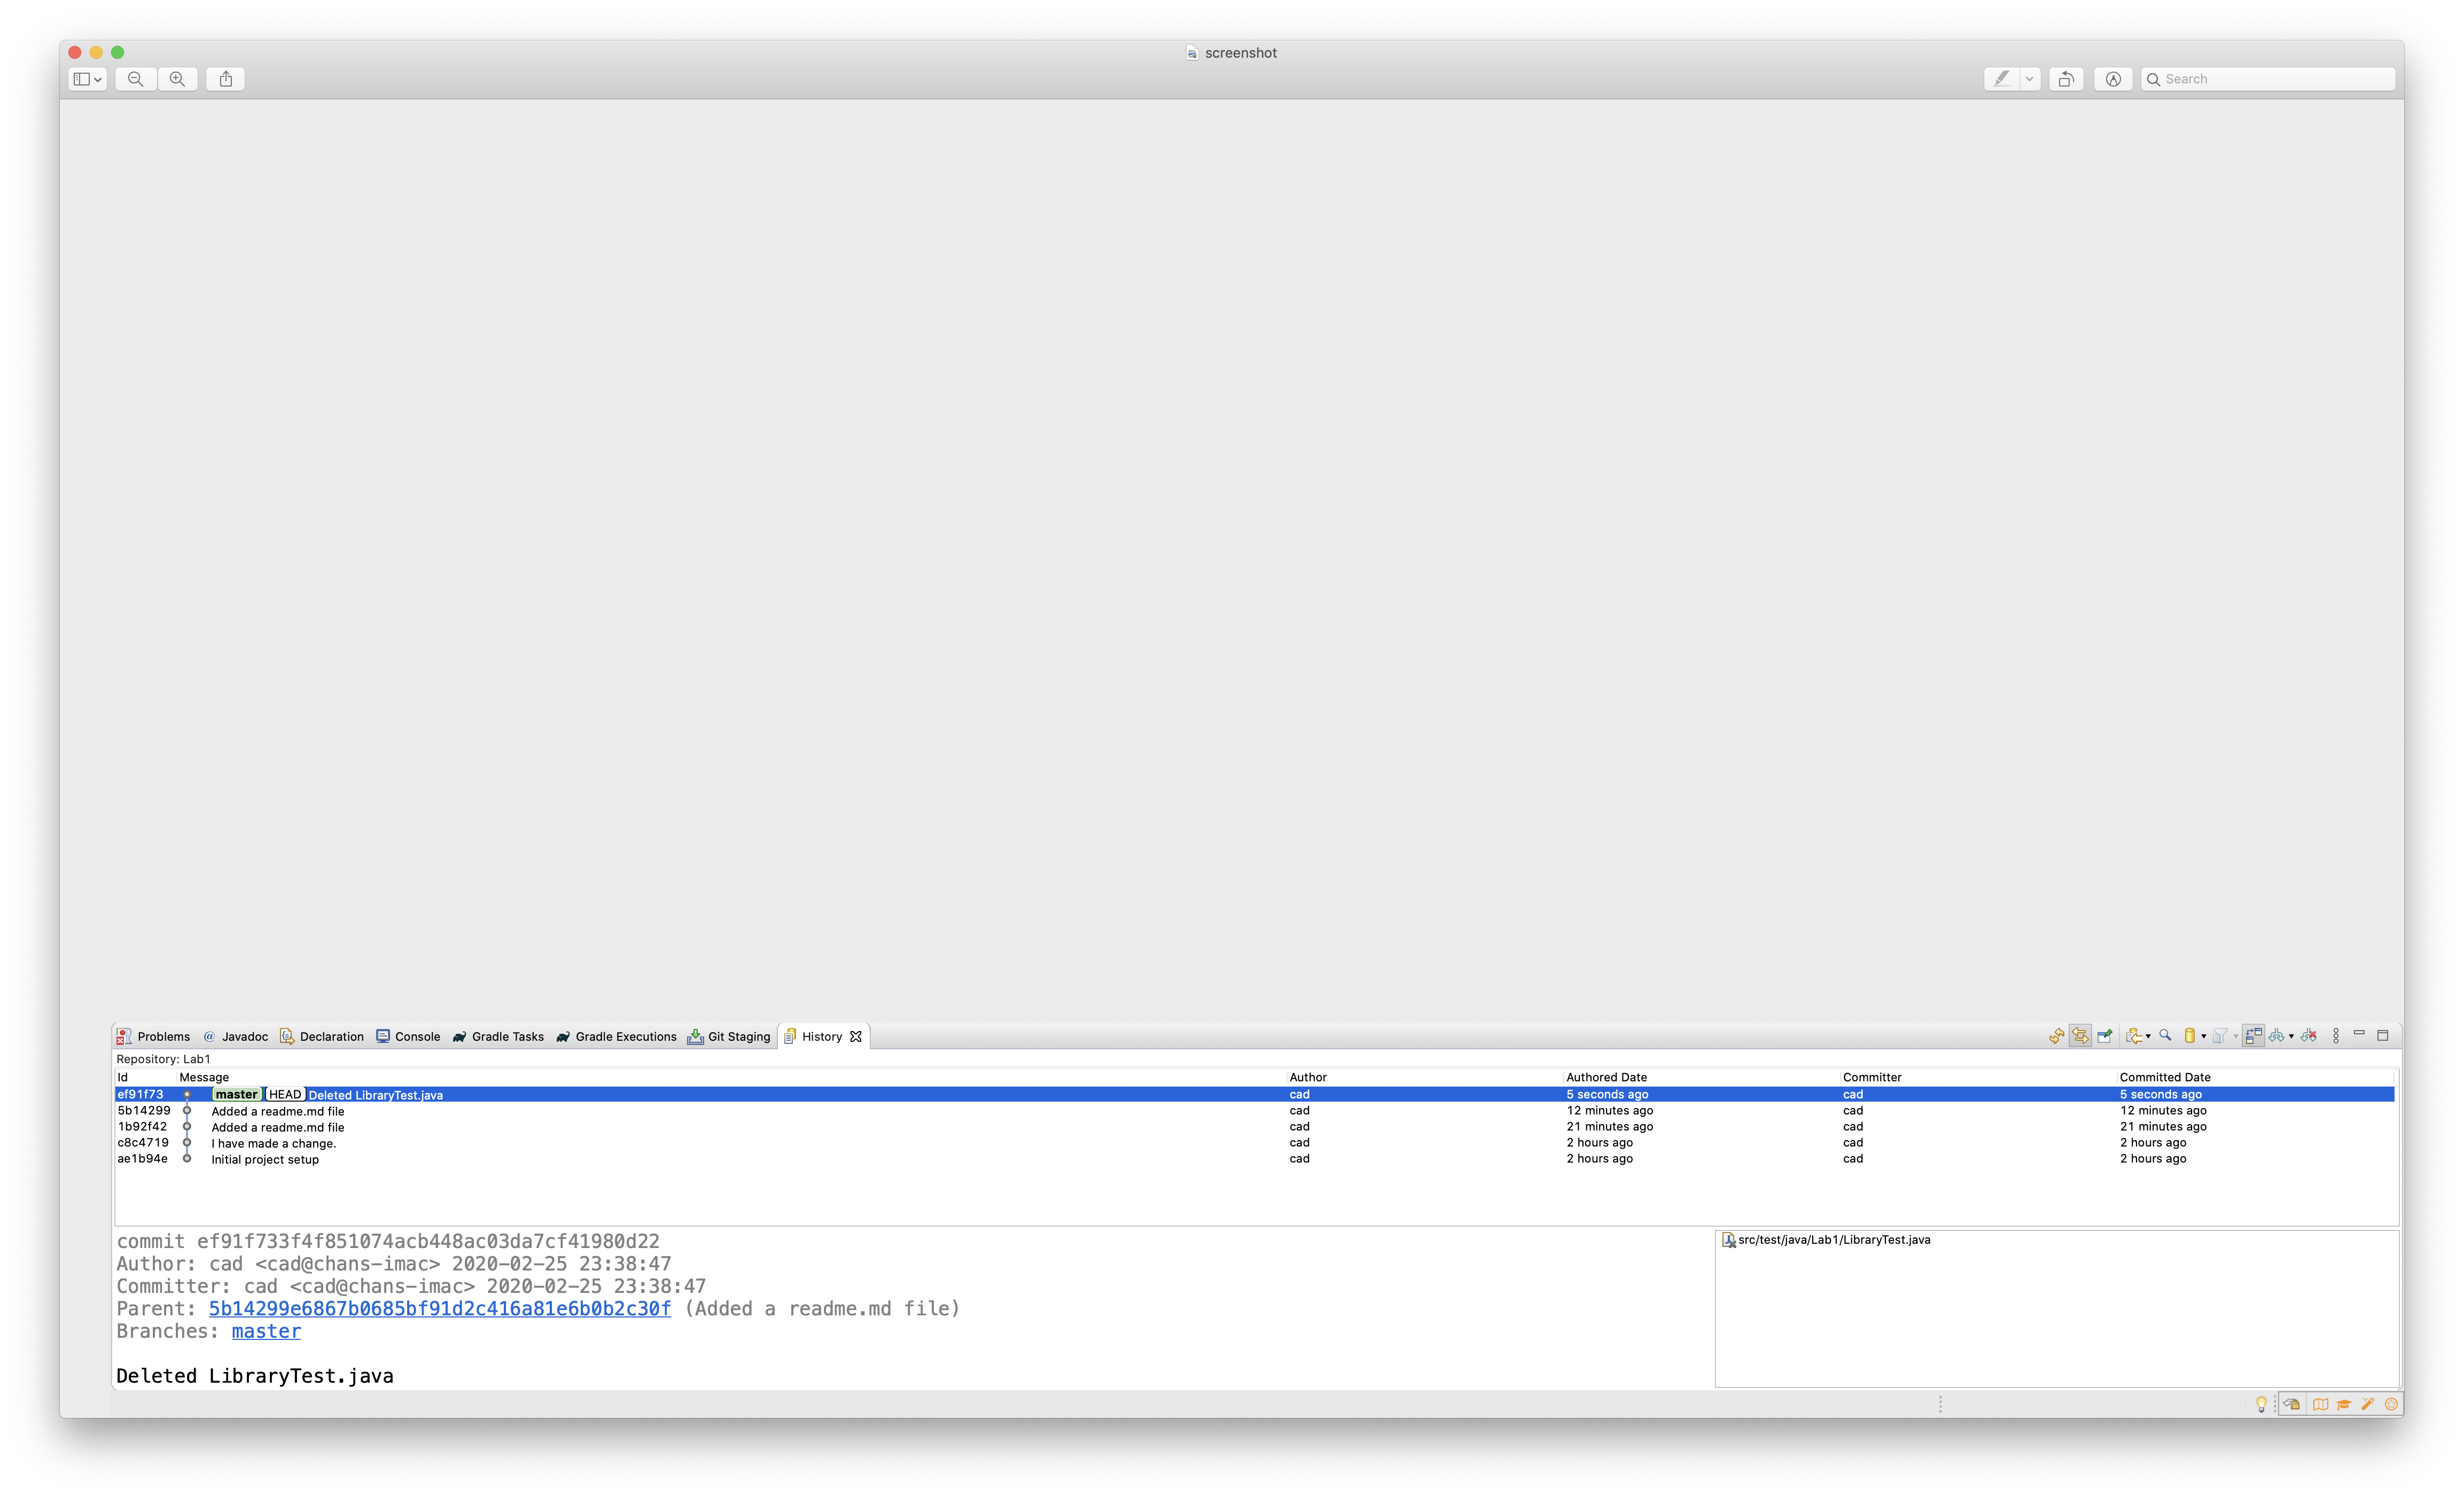 screenshot
Search
Problems Javadoc Declaration Console Gradle Tasks Gradle Executions Git Staging History
Repository: Lab1
Id Message Author Authored Date Committer Committed Date
ef91f73 master HEAD Deleted LibraryTest.java cad 5 seconds ago cad 5 seconds ago
5b14299 Added a readme.md file cad 12 minutes ago cad 12 minutes ago
1b92f42 Added a readme.md file cad 21 minutes ago cad 21 minutes ago
c8c4719 I have made a change. cad 2 hours ago cad 2 hours ago
ae1b94e Initial project setup cad 2 hours ago cad 2 hours ago
commit ef91f733f4f851074acb448ac03da7cf41980d22
Author: cad <cad@chans-imac> 2020-02-25 23:38:47
Committer: cad <cad@chans-imac> 2020-02-25 23:38:47
Parent: 5b14299e6867b0685bf91d2c416a81e6b0b2c30f (Added a readme.md file)
Branches: master
Deleted LibraryTest.java
src/test/java/Lab1/LibraryTest.java